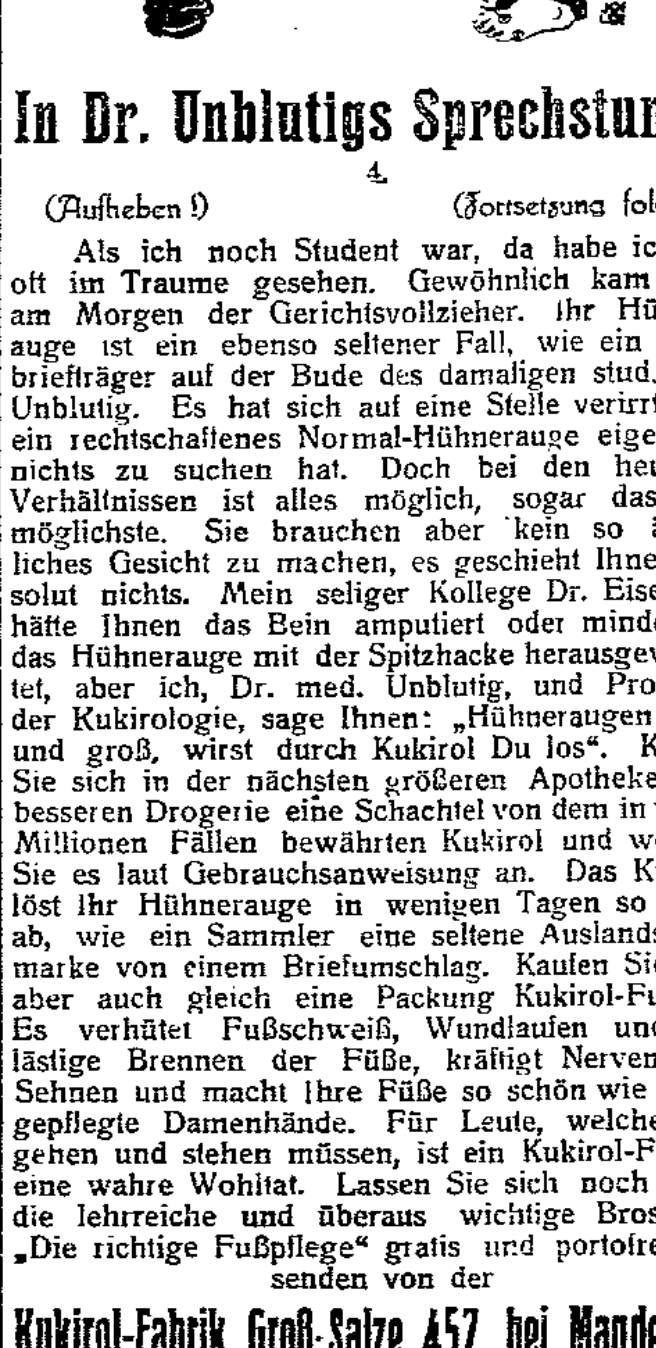 In Dr. Unblutigs Sprechstun
4.
(Aufheben!) (Fortsetzung fol
Als ich noch Student war, da habe ic
oft im Traume gesehen. Gewöhnlich kam
am Morgen der Gerichtsvollzieher. Ihr Hü
auge ist ein ebenso seltener Fall, wie ein
briefträger auf der Bude des damaligen stud.
Unblutig. Es hat sich auf eine Stelle verirrt
ein rechtschaffenes Normal-Hühnerauge eige
nichts zu suchen hat. Doch bei den heu
Verhältnissen ist alles möglich, sogar das
möglichste. Sie brauchen aber kein so ä
liches Gesicht zu machen, es geschieht Ihne
solut nichts. Mein seliger Kollege Dr. Eise
hätte Ihnen das Bein amputiert oder minde
das Hühnerauge mit der Spitzhacke herausgev
tet, aber ich, Dr. med. Unblutig, und Pro
der Kukirologie, sage Ihnen: „Hühneraugen
und groß, wirst durch Kukirol Du los“. K
Sie sich in der nächsten größeren Apotheke
besseren Drogerie eine Schachtel von dem in v
Millionen Fällen bewährten Kukirol und we
Sie es laut Gebrauchsanweisung an. Das K
löst Ihr Hühnerauge in wenigen Tagen so
ab, wie ein Sammler eine seltene Auslands
marke von einem Briefumschlag. Kaufen Sie
aber auch gleich eine Packung Kukirol-Fu
Es verhütet Fußschweiß, Wundlaufen und
lästige Brennen der Füße, kräftigt Nerven
Sehnen und macht Ihre Füße so schön wie
gepflegte Damenhände. Für Leute, welche
gehen und stehen müssen, ist ein Kukirol-F
eine wahre Wohltat. Lassen Sie sich noch
die lehrreiche und überaus wichtige Bros
„Die richtige Fußpflege“ gratis und portofre
senden von der
Kukirol-Fabrik Groß-Salze 457 bei Magde